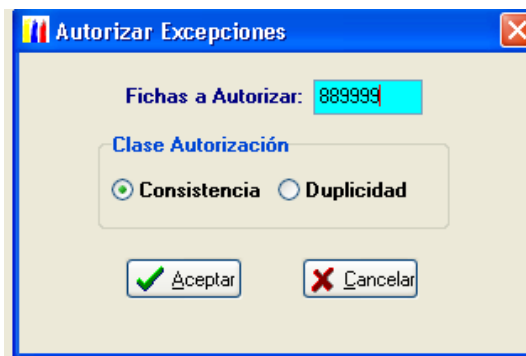 Autorizar Excepciones
Fichas a Autorizar: 889999
Clase Autorización
Consistencia Duplicidad
Aceptar Cancelar